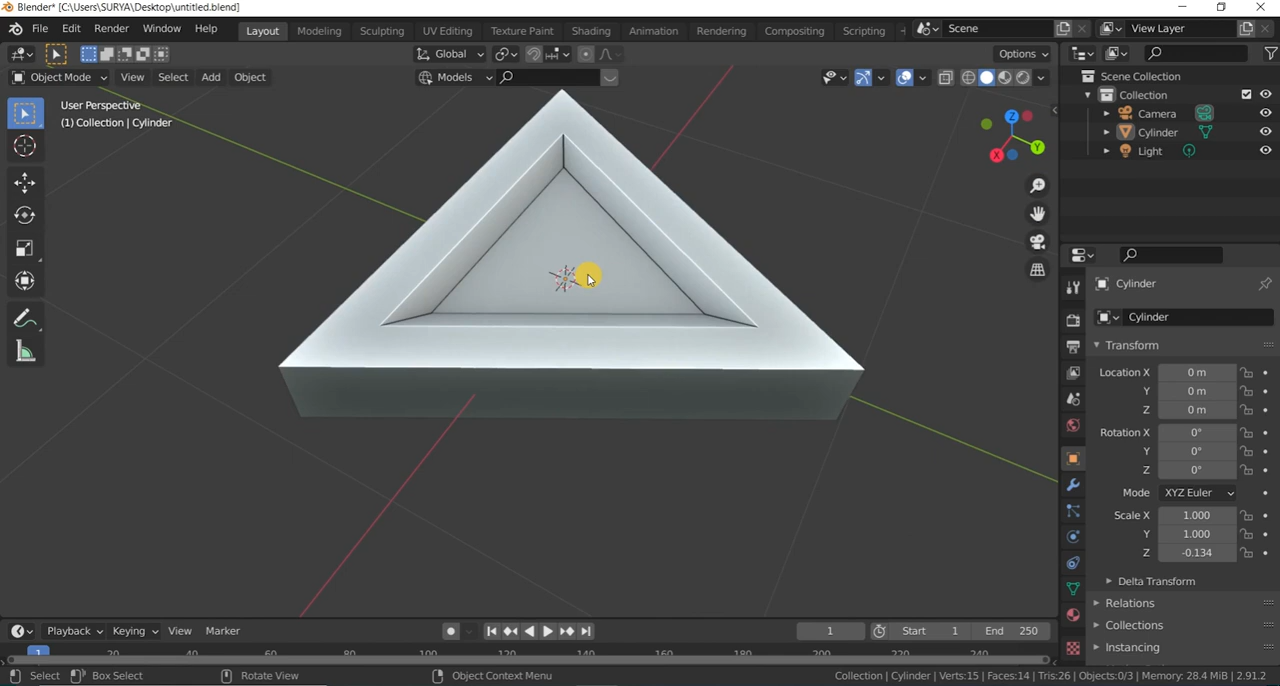 Blender* [C:\Users\SURYA\Desktop\untitled.blend]
File Edit Render Window Help Layout Modeling Sculpting UV Editing Texture Paint Shading Animation Rendering Compositing Scripting Scene View Layer
Global Options
Object Mode View Select Add Object Models
User Perspective
(1) Collection | Cylinder
Z
Y
X
Scene Collection
Collection
Camera
Cylinder
Light
Cylinder
Cylinder
Transform
Location X 0 m
Y 0 m
Z 0 m
Rotation X 0°
Y 0°
Z 0°
Mode XYZ Euler
Scale X 1.000
Y 1.000
Z -0.134
Delta Transform
Relations
Collections
Instancing
Playback Keying View Marker 1 Start 1 End 250
1 20 40 60 80 100 120 140 160 180 200 220 240
Select Box Select Rotate View Object Context Menu Collection | Cylinder | Verts:15 | Faces:14 | Tris:26 | Objects:0/3 | Memory: 28.4 MiB | 2.91.2